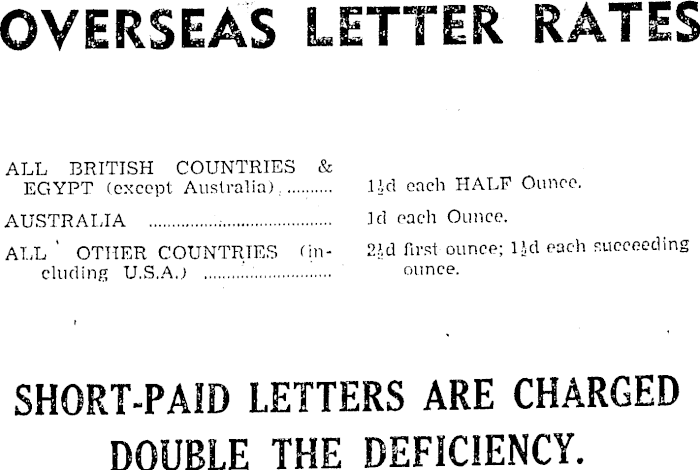 OVERSEAS LETTER RATES
ALL BRITISH COUNTRIES &
EGYPT (except Australia) .......... 1½d each HALF Ounce.
AUSTRALIA .................................... 1d each Ounce.
ALL OTHER COUNTRIES (in- 2½d first ounce; 1½d each succeeding
cluding U.S.A.) ............................ ounce.
SHORT-PAID LETTERS ARE CHARGED
DOUBLE THE DEFICIENCY.